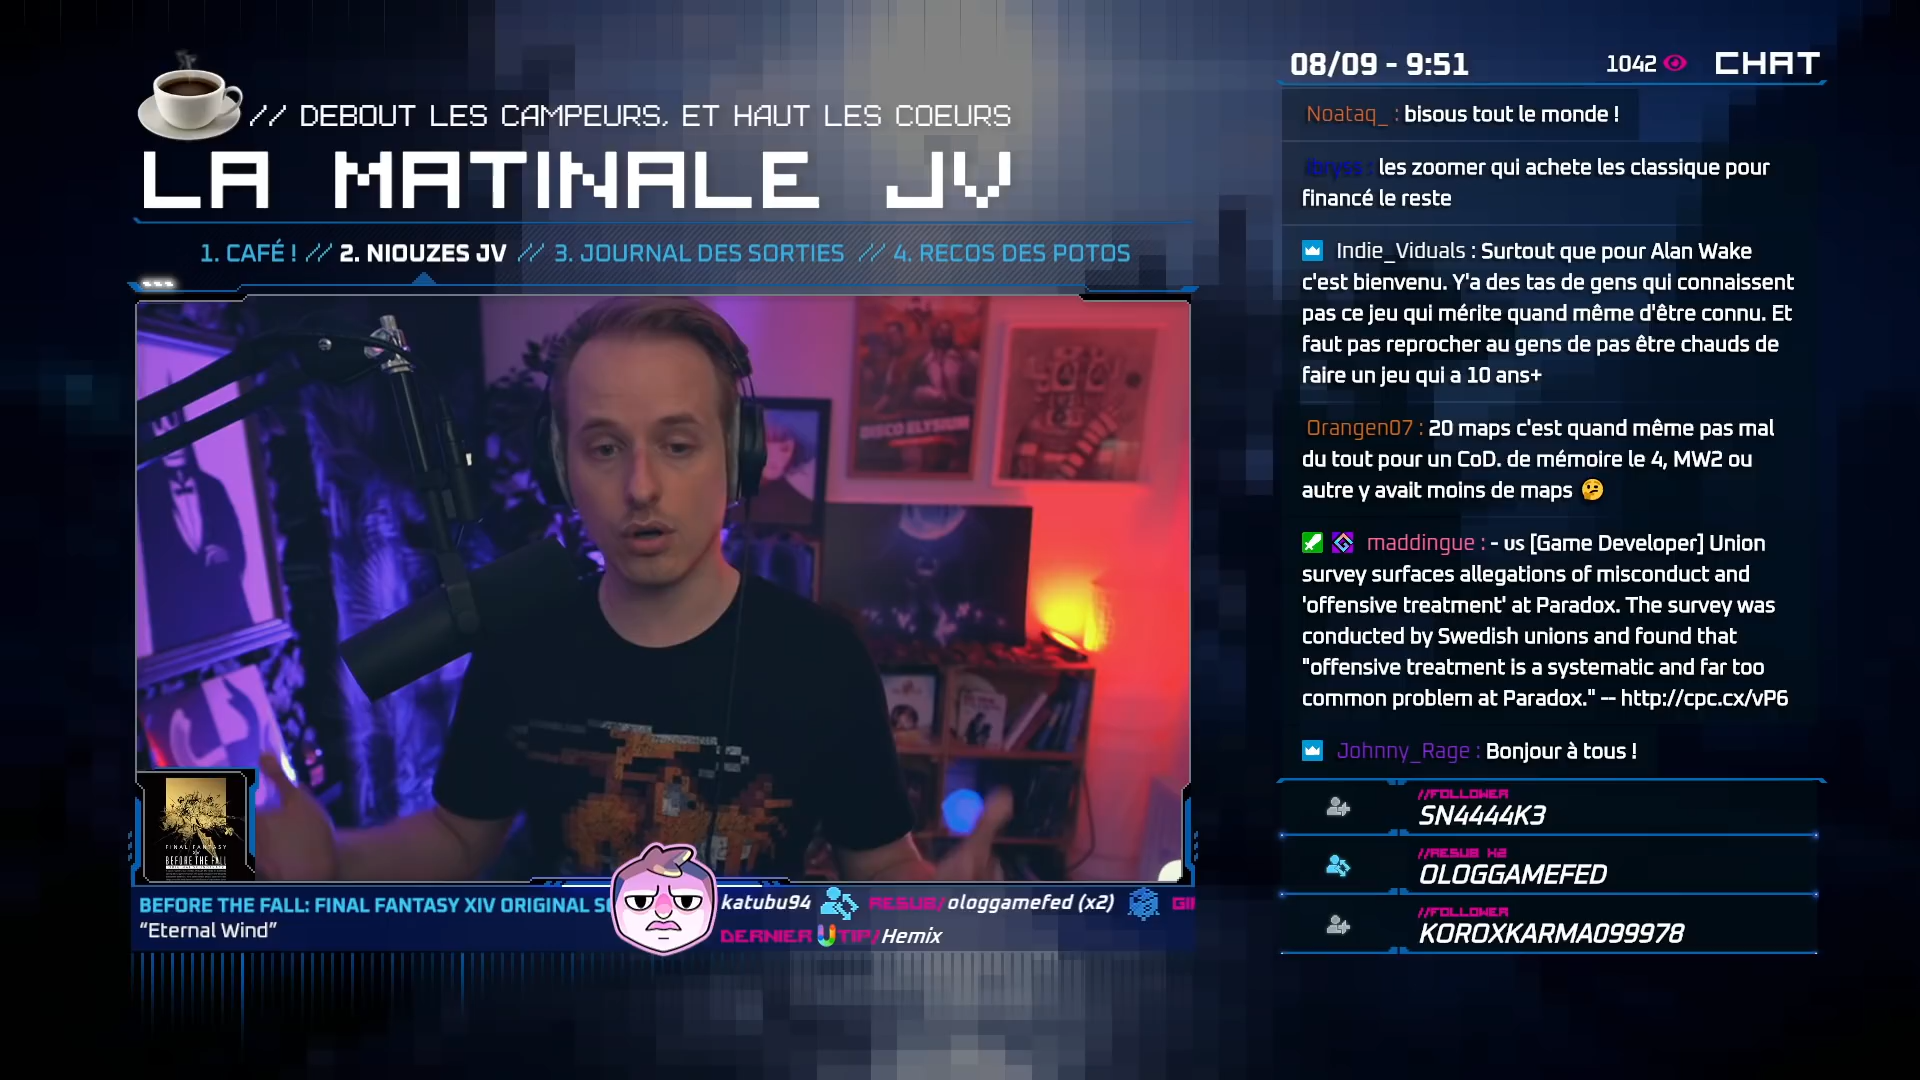 // DEBOUT LES CAMPEURS, ET HAUT LES COEURS
LA MATINALE JV
1. CAFÉ ! // 2. NIOUZES JV // 3. JOURNAL DES SORTIES // 4. RECOS DES POTOS
DISCO ELYSIUM
FINAL FANTASY
BEFORE THE FALL
BEFORE THE FALL: FINAL FANTASY XIV ORIGINAL
"Eternal Wind"
katubu94 RESUB/ologgamefed (x2)
DERNIER TIP/Hemix
08/09 - 9:51 1042 CHAT
Noataq_ : bisous tout le monde !
ibryss : les zoomer qui achete les classique pour
financé le reste
Indie_Viduals : Surtout que pour Alan Wake
c'est bienvenu. Y'a des tas de gens qui connaissent
pas ce jeu qui mérite quand même d'être connu. Et
faut pas reprocher au gens de pas être chauds de
faire un jeu qui a 10 ans+
Orangen07 : 20 maps c'est quand même pas mal
du tout pour un CoD. de mémoire le 4, MW2 ou
autre y avait moins de maps 🤔
maddingue : - us [Game Developer] Union
survey surfaces allegations of misconduct and
'offensive treatment' at Paradox. The survey was
conducted by Swedish unions and found that
"offensive treatment is a systematic and far too
common problem at Paradox." -- http://cpc.cx/vP6
Johnny_Rage : Bonjour à tous !
//FOLLOWER
SN4444K3
//RESUB X2
OLOGGAMEFED
//FOLLOWER
KOROXKARMA099978